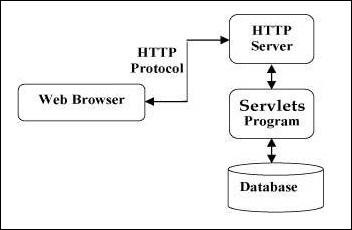 HTTP
Server
HTTP
Protocol
Web Browser
Servlets
Program
Database